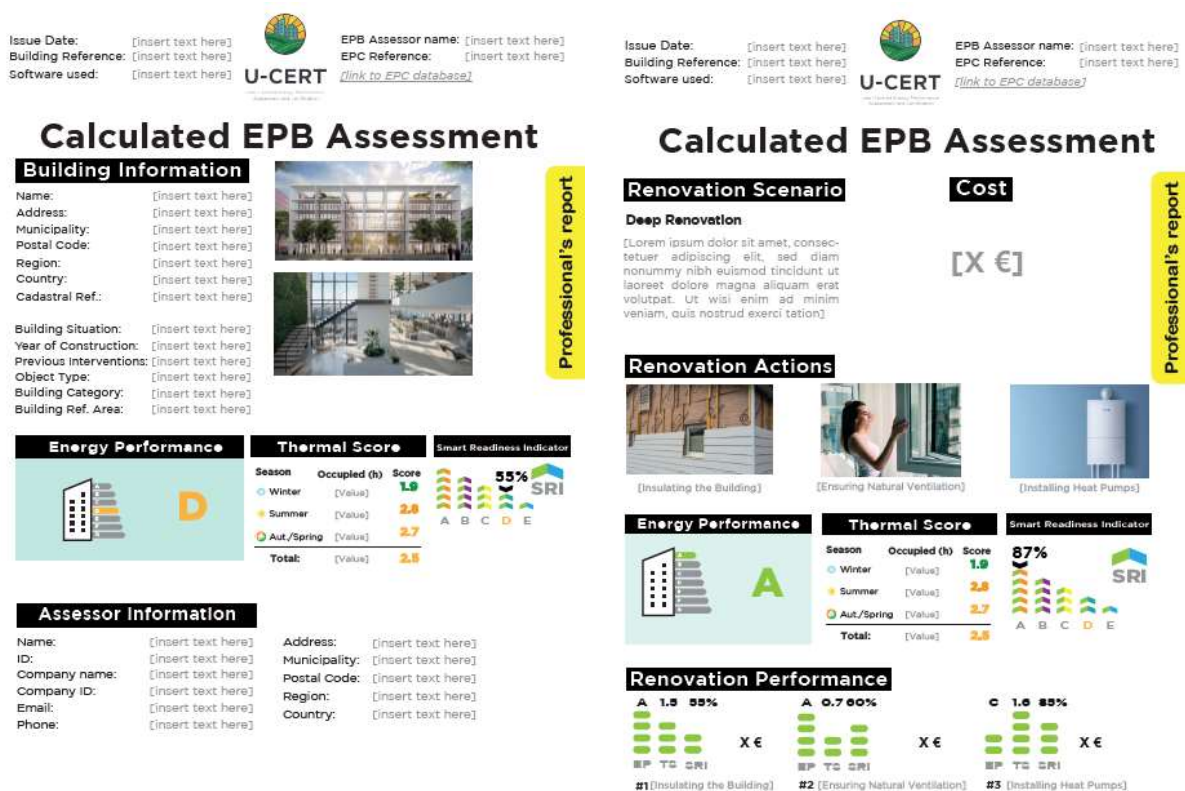 Issue Date: [insert text here]
Building Reference: [insert text here]
Software used: [insert text here]
U-CERT
EPB Assessor name: [insert text here]
EPC Reference: [insert text here]
[link to EPC database]
Calculated EPB Assessment
Professional's report
Building Information
Name: [insert text here]
Address: [insert text here]
Municipality: [insert text here]
Postal Code: [insert text here]
Region: [insert text here]
Country: [insert text here]
Cadastral Ref.: [insert text here]
Building Situation: [insert text here]
Year of Construction: [insert text here]
Previous Interventions: [insert text here]
Object Type: [insert text here]
Building Category: [insert text here]
Building Ref. Area: [insert text here]
Energy Performance
D
Thermal Score
Season Occupied (h) Score
Winter [Value] 1.9
Summer [Value] 2.8
Aut./Spring [Value] 2.7
Total: [Value] 2.5
Smart Readiness Indicator
55%
SRI
A B C D E
Assessor Information
Name: [insert text here]
ID: [insert text here]
Company name: [insert text here]
Company ID: [insert text here]
Email: [insert text here]
Phone: [insert text here]
Address: [insert text here]
Municipality: [insert text here]
Postal Code: [insert text here]
Region: [insert text here]
Country: [insert text here]
Issue Date: [insert text here]
Building Reference: [insert text here]
Software used: [insert text here]
U-CERT
EPB Assessor name: [insert text here]
EPC Reference: [insert text here]
[link to EPC database]
Calculated EPB Assessment
Professional's report
Renovation Scenario
Deep Renovation
[Lorem ipsum dolor sit amet, consec-
tetuer adipiscing elit, sed diam
nonummy nibh euismod tincidunt ut
laoreet dolore magna aliquam erat
volutpat. Ut wisi enim ad minim
veniam, quis nostrud exerci tation]
Cost
[X €]
Renovation Actions
[Insulating the Building]
[Ensuring Natural Ventilation]
[Installing Heat Pumps]
Energy Performance
A
Thermal Score
Season Occupied (h) Score
Winter [Value] 1.9
Summer [Value] 2.8
Aut./Spring [Value] 2.7
Total: [Value] 2.5
Smart Readiness Indicator
87%
SRI
A B C D E
Renovation Performance
A 1.5 55%
X €
EP TS SRI
#1 [Insulating the Building]
A 0.7 60%
X €
EP TS SRI
#2 [Ensuring Natural Ventilation]
C 1.6 85%
X €
EP TS SRI
#3 [Installing Heat Pumps]